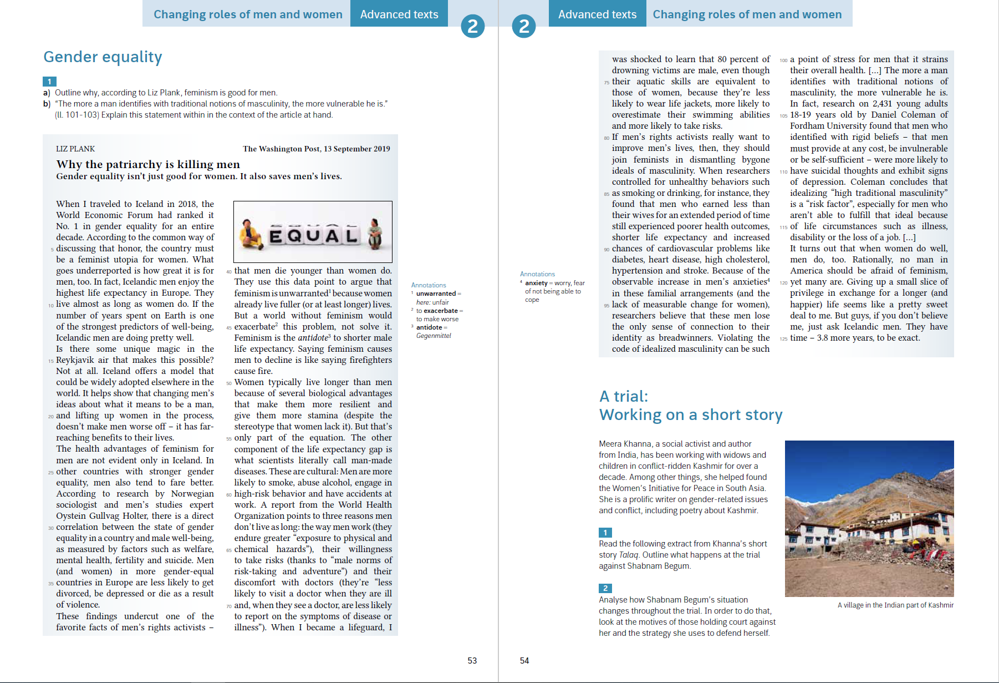 Changing roles of men and women Advanced texts 2
Gender equality
1
a) Outline why, according to Liz Plank, feminism is good for men.
b) “The more a man identifies with traditional notions of masculinity, the more vulnerable he is.”
(ll. 101-103) Explain this statement within in the context of the article at hand.
LIZ PLANK The Washington Post, 13 September 2019
Why the patriarchy is killing men
Gender equality isn’t just good for women. It also saves men’s lives.
When I traveled to Iceland in 2018, the
World Economic Forum had ranked it
No. 1 in gender equality for an entire
decade. According to the common way of
5 discussing that honor, the country must
be a feminist utopia for women. What
goes underreported is how great it is for
men, too. In fact, Icelandic men enjoy the
highest life expectancy in Europe. They
10 live almost as long as women do. If the
number of years spent on Earth is one
of the strongest predictors of well-being,
Icelandic men are doing pretty well.
Is there some unique magic in the
15 Reykjavik air that makes this possible?
Not at all. Iceland offers a model that
could be widely adopted elsewhere in the
world. It helps show that changing men’s
ideas about what it means to be a man,
20 and lifting up women in the process,
doesn’t make men worse off – it has far-
reaching benefits to their lives.
The health advantages of feminism for
men are not evident only in Iceland. In
25 other countries with stronger gender
equality, men also tend to fare better.
According to research by Norwegian
sociologist and men’s studies expert
Oystein Gullvag Holter, there is a direct
30 correlation between the state of gender
equality in a country and male well-being,
as measured by factors such as welfare,
mental health, fertility and suicide. Men
(and women) in more gender-equal
35 countries in Europe are less likely to get
divorced, be depressed or die as a result
of violence.
These findings undercut one of the
favorite facts of men’s rights activists –
EQUAL
40 that men die younger than women do.
They use this data point to argue that
feminism is unwarranted¹ because women
already live fuller (or at least longer) lives.
But a world without feminism would
45 exacerbate² this problem, not solve it.
Feminism is the antidote³ to shorter male
life expectancy. Saying feminism causes
men to decline is like saying firefighters
cause fire.
50 Women typically live longer than men
because of several biological advantages
that make them more resilient and
give them more stamina (despite the
stereotype that women lack it). But that’s
55 only part of the equation. The other
component of the life expectancy gap is
what scientists literally call man-made
diseases. These are cultural: Men are more
likely to smoke, abuse alcohol, engage in
60 high-risk behavior and have accidents at
work. A report from the World Health
Organization points to three reasons men
don’t live as long: the way men work (they
endure greater “exposure to physical and
65 chemical hazards”), their willingness
to take risks (thanks to “male norms of
risk-taking and adventure”) and their
discomfort with doctors (they’re “less
likely to visit a doctor when they are ill
70 and, when they see a doctor, are less likely
to report on the symptoms of disease or
illness”). When I became a lifeguard, I
Annotations
¹ unwarranted =
here: unfair
² to exacerbate =
to make worse
³ antidote =
Gegenmittel
53
2 Advanced texts Changing roles of men and women
was shocked to learn that 80 percent of
drowning victims are male, even though
75 their aquatic skills are equivalent to
those of women, because they’re less
likely to wear life jackets, more likely to
overestimate their swimming abilities
and more likely to take risks.
80 If men’s rights activists really want to
improve men’s lives, then, they should
join feminists in dismantling bygone
ideals of masculinity. When researchers
controlled for unhealthy behaviors such
85 as smoking or drinking, for instance, they
found that men who earned less than
their wives for an extended period of time
still experienced poorer health outcomes,
shorter life expectancy and increased
90 chances of cardiovascular problems like
diabetes, heart disease, high cholesterol,
hypertension and stroke. Because of the
observable increase in men’s anxieties⁴
in these familial arrangements (and the
95 lack of measurable change for women),
researchers believe that these men lose
the only sense of connection to their
identity as breadwinners. Violating the
code of idealized masculinity can be such
Annotations
⁴ anxiety = worry, fear
of not being able to
cope
100 a point of stress for men that it strains
their overall health. [...] The more a man
identifies with traditional notions of
masculinity, the more vulnerable he is.
In fact, research on 2,431 young adults
105 18-19 years old by Daniel Coleman of
Fordham University found that men who
identified with rigid beliefs – that men
must provide at any cost, be invulnerable
or be self-sufficient – were more likely to
110 have suicidal thoughts and exhibit signs
of depression. Coleman concludes that
idealizing “high traditional masculinity”
is a “risk factor”, especially for men who
aren’t able to fulfill that ideal because
115 of life circumstances such as illness,
disability or the loss of a job. [...]
It turns out that when women do well,
men do, too. Rationally, no man in
America should be afraid of feminism,
120 yet many are. Giving up a small slice of
privilege in exchange for a longer (and
happier) life seems like a pretty sweet
deal to me. But guys, if you don’t believe
me, just ask Icelandic men. They have
125 time – 3.8 more years, to be exact.
A trial:
Working on a short story
Meera Khanna, a social activist and author
from India, has been working with widows and
children in conflict-ridden Kashmir for over a
decade. Among other things, she helped found
the Women’s Initiative for Peace in South Asia.
She is a prolific writer on gender-related issues
and conflict, including poetry about Kashmir.
1
Read the following extract from Khanna’s short
story Talaq. Outline what happens at the trial
against Shabnam Begum.
2
Analyse how Shabnam Begum’s situation
changes throughout the trial. In order to do that,
look at the motives of those holding court against
her and the strategy she uses to defend herself.
A village in the Indian part of Kashmir
54